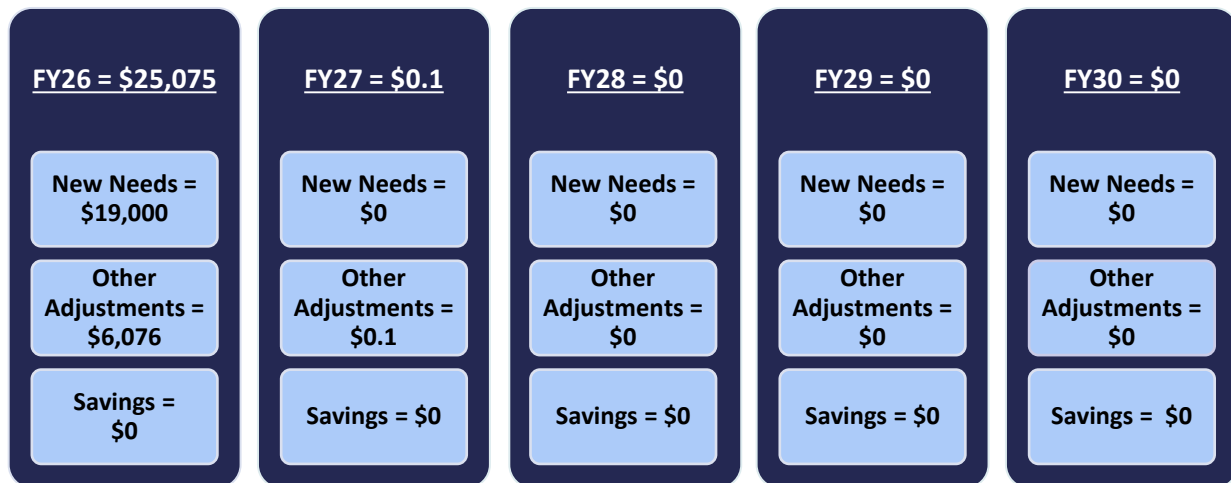 FY26 = $25,075
New Needs =
$19,000
Other
Adjustments =
$6,076
Savings =
$0
FY27 = $0.1
New Needs =
$0
Other
Adjustments =
$0.1
Savings = $0
FY28 = $0
New Needs =
$0
Other
Adjustments =
$0
Savings = $0
FY29 = $0
New Needs =
$0
Other
Adjustments =
$0
Savings = $0
FY30 = $0
New Needs =
$0
Other
Adjustments =
$0
Savings =  $0